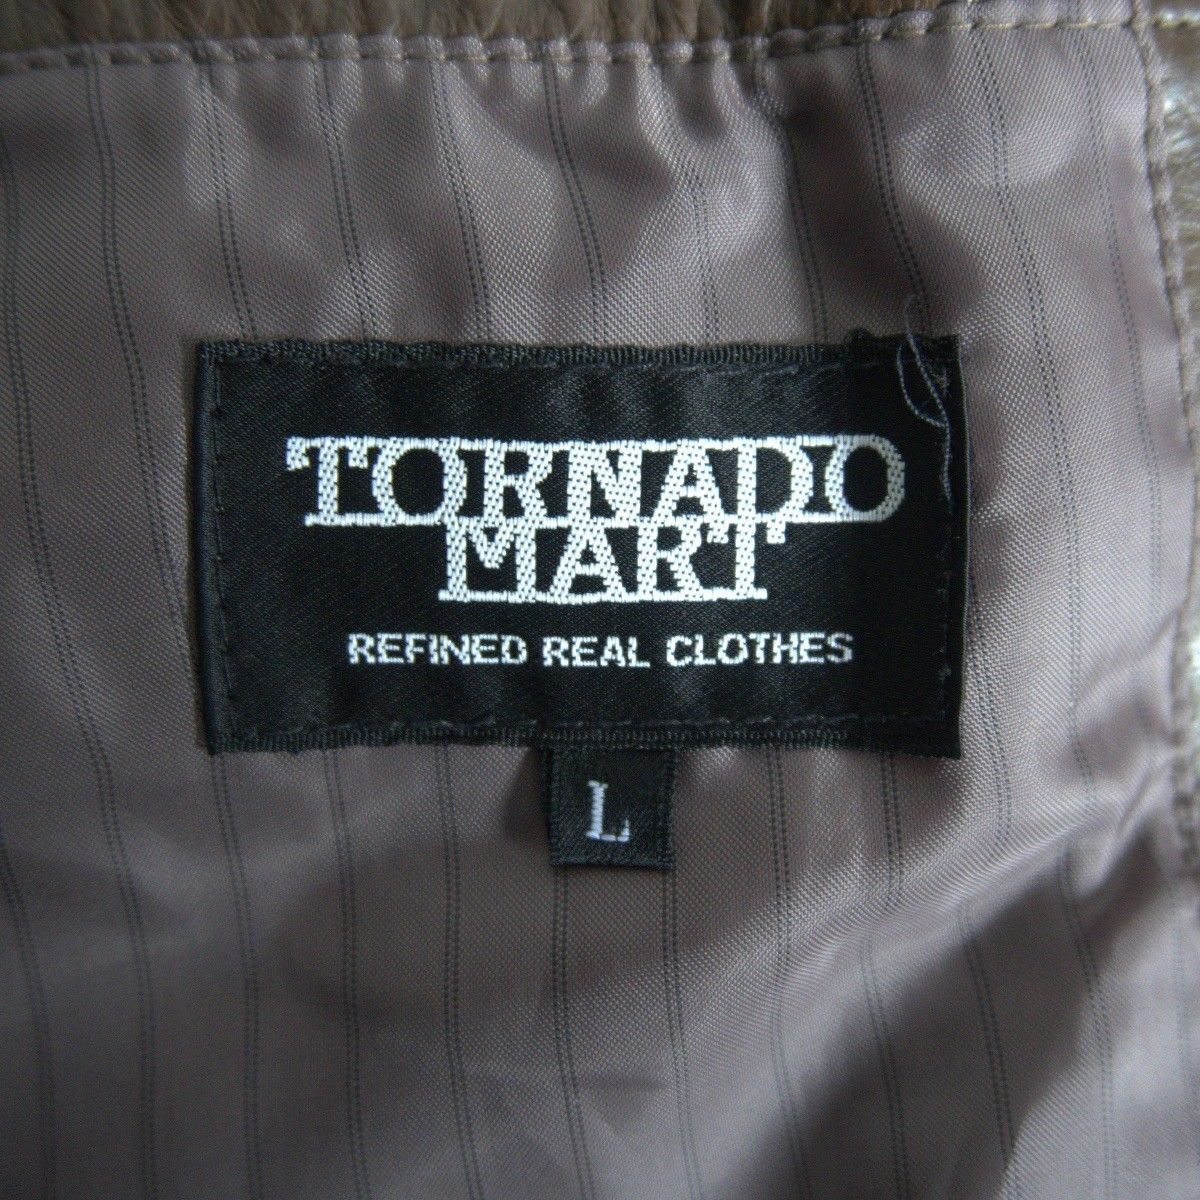 TORNADO
MART
REFINED REAL CLOTHES
L